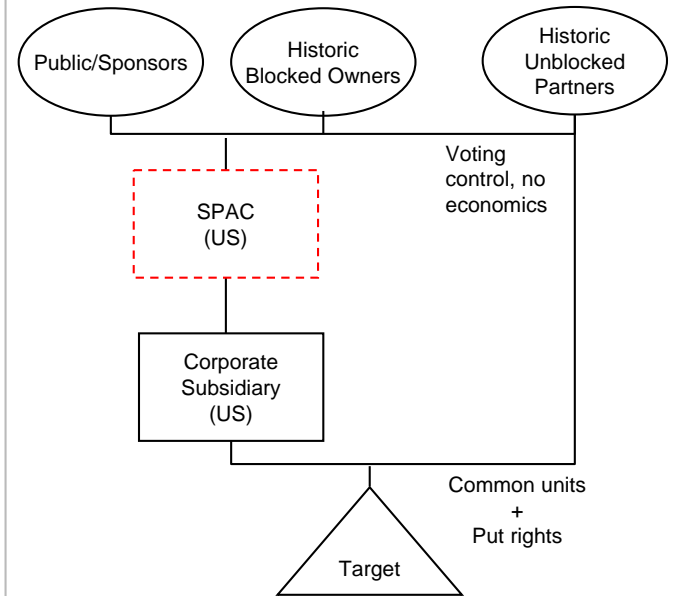 Public/Sponsors
Historic
Blocked Owners
Historic
Unblocked
Partners
Voting
control, no
economics
SPAC
(US)
Corporate
Subsidiary
(US)
Common units
+
Put rights
Target